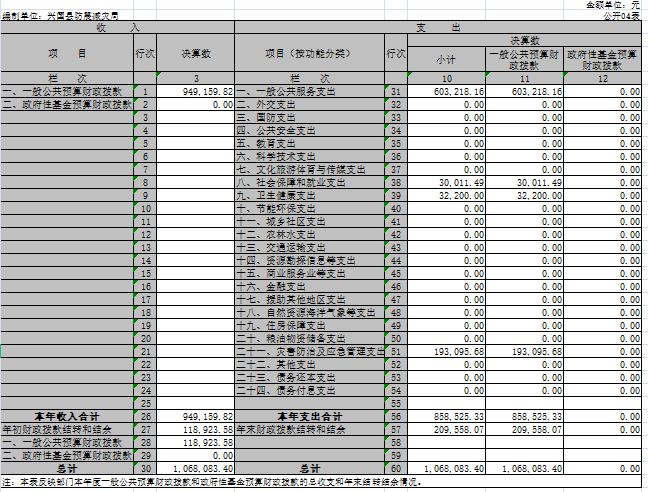 金额单位：元
编制单位：兴国县防震减灾局 公开04表
收 入 支 出
项 目 行次 决算数 项目（按功能分类） 行次 决算数
小计 一般公共预算财政拨款 政府性基金预算财政拨款
栏 次 3 栏 次 10 11 12
一、一般公共预算财政拨款 1 949,159.82 一、一般公共服务支出 31 603,218.16 603,218.16 0.00
二、政府性基金预算财政拨款 2 0.00 二、外交支出 32 0.00 0.00 0.00
3 三、国防支出 33 0.00 0.00 0.00
4 四、公共安全支出 34 0.00 0.00 0.00
5 五、教育支出 35 0.00 0.00 0.00
6 六、科学技术支出 36 0.00 0.00 0.00
7 七、文化旅游体育与传媒支出 37 0.00 0.00 0.00
8 八、社会保障和就业支出 38 30,011.49 30,011.49 0.00
9 九、卫生健康支出 39 32,200.00 32,200.00 0.00
10 十、节能环保支出 40 0.00 0.00 0.00
11 十一、城乡社区支出 41 0.00 0.00 0.00
12 十二、农林水支出 42 0.00 0.00 0.00
13 十三、交通运输支出 43 0.00 0.00 0.00
14 十四、资源勘探信息等支出 44 0.00 0.00 0.00
15 十五、商业服务业等支出 45 0.00 0.00 0.00
16 十六、金融支出 46 0.00 0.00 0.00
17 十七、援助其他地区支出 47 0.00 0.00 0.00
18 十八、自然资源海洋气象等支出 48 0.00 0.00 0.00
19 十九、住房保障支出 49 0.00 0.00 0.00
20 二十、粮油物资储备支出 50 0.00 0.00 0.00
21 二十一、灾害防治及应急管理支出 51 193,095.68 193,095.68 0.00
22 二十二、其他支出 52 0.00 0.00 0.00
23 二十三、债务还本支出 53 0.00 0.00 0.00
24 二十四、债务付息支出 54 0.00 0.00 0.00
25 55
本年收入合计 26 949,159.82 本年支出合计 56 858,525.33 858,525.33 0.00
年初财政拨款结转和结余 27 118,923.58 年末财政拨款结转和结余 57 209,558.07 209,558.07 0.00
一、一般公共预算财政拨款 28 118,923.58 58
二、政府性基金预算财政拨款 29 0.00 59
总计 30 1,068,083.40 总计 60 1,068,083.40 1,068,083.40 0.00
注：本表反映部门本年度一般公共预算财政拨款和政府性基金预算财政拨款的总收支和年末结转结余情况。